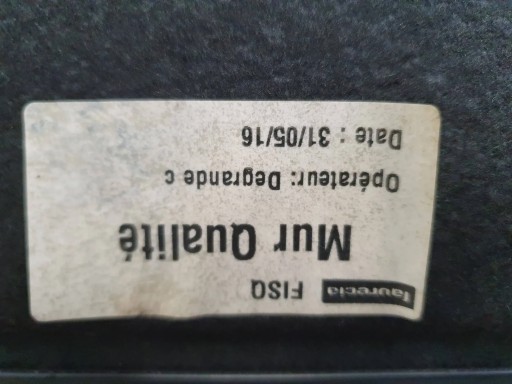 faurecia FISQ
Mur Qualité
Opérateur: Degrande c
Date : 31/05/16